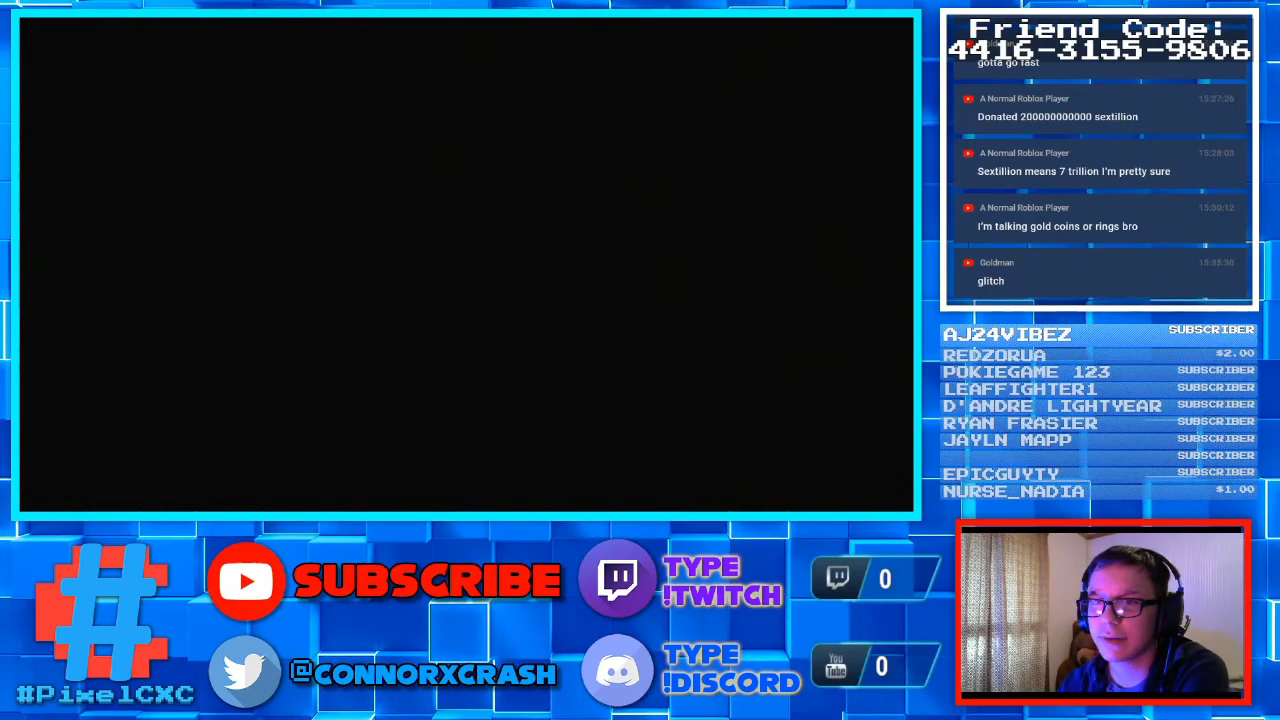 Friend Code:
4416-3155-9806
gotta go fast
A Normal Roblox Player 15:27:26
Donated 200000000000 sextillion
A Normal Roblox Player 15:28:03
Sextillion means 7 trillion I'm pretty sure
A Normal Roblox Player 15:30:12
I'm talking gold coins or rings bro
Goldman 15:35:30
glitch
AJ24VIBEZ SUBSCRIBER
REDZORUA $2.00
POKIEGAME 123 SUBSCRIBER
LEAFFIGHTER1 SUBSCRIBER
D'ANDRE LIGHTYEAR SUBSCRIBER
RYAN FRASIER SUBSCRIBER
JAYLN MAPP SUBSCRIBER
SUBSCRIBER
EPICGUYTY SUBSCRIBER
NURSE_NADIA $1.00
#
#PixelCXC
SUBSCRIBE
@CONNORXCRASH
TYPE
!TWITCH
TYPE
!DISCORD
0
You
Tube
0